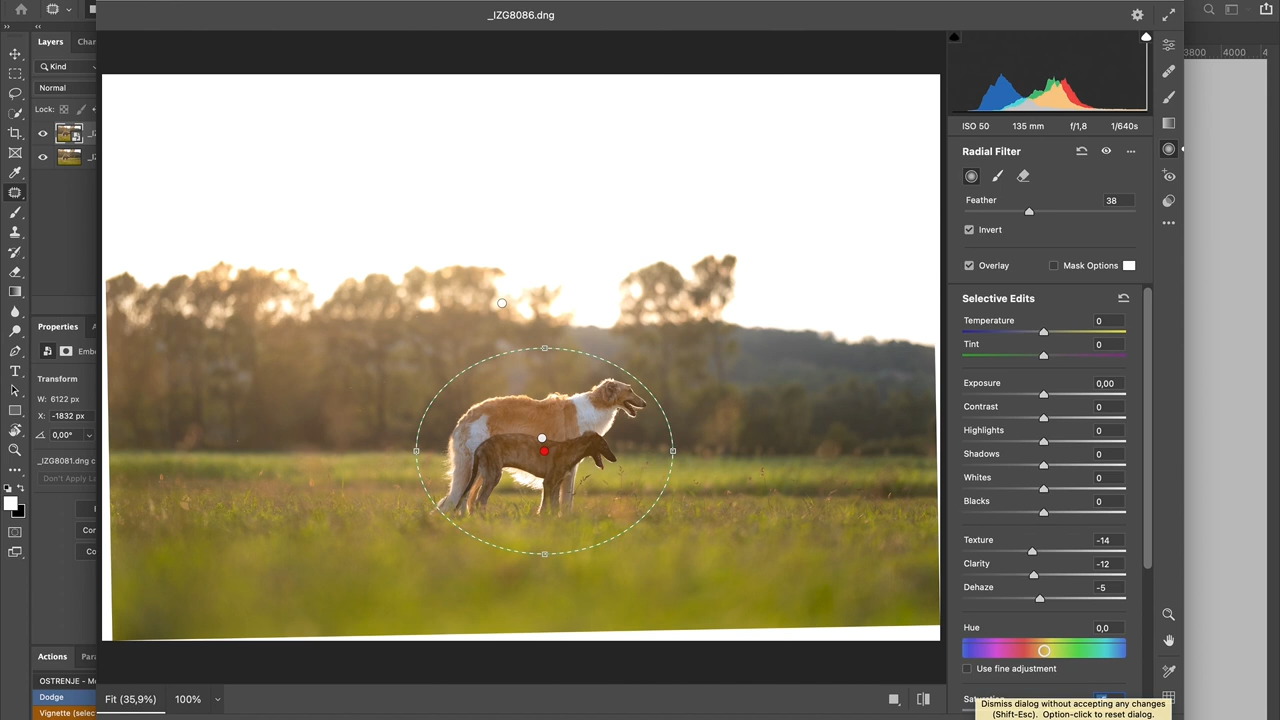 _IZG8086.dng
Layers
Kind
Normal
Lock:
3800
4000
ISO 50
135 mm
f/1,8
1/640s
Radial Filter
Feather
38
Invert
Overlay
Mask Options
Selective Edits
Temperature
0
Tint
0
Exposure
0,00
Contrast
0
Highlights
0
Shadows
0
Whites
0
Blacks
0
Texture
-14
Clarity
-12
Dehaze
-5
Hue
0,0
Use fine adjustment
Dismiss dialog without accepting any changes
(Shift-Esc). Option-click to reset dialog.
Properties
Transform
W: 6122 px
X: -1832 px
0,00°
_IZG8081.dng
Don't Apply
Actions
Dodge
Vignette (selec
Fit (35,9%)
100%